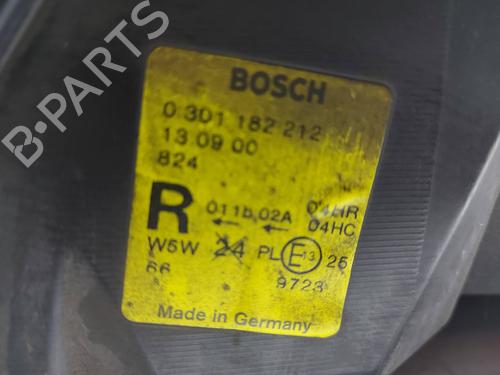 BOSCH
0 301 182 212
13 09 00
824
R 011b,02A 04HR
← ← 04HC
W5W 24 PL E13 25
66 9723
Made in Germany
B-PARTS